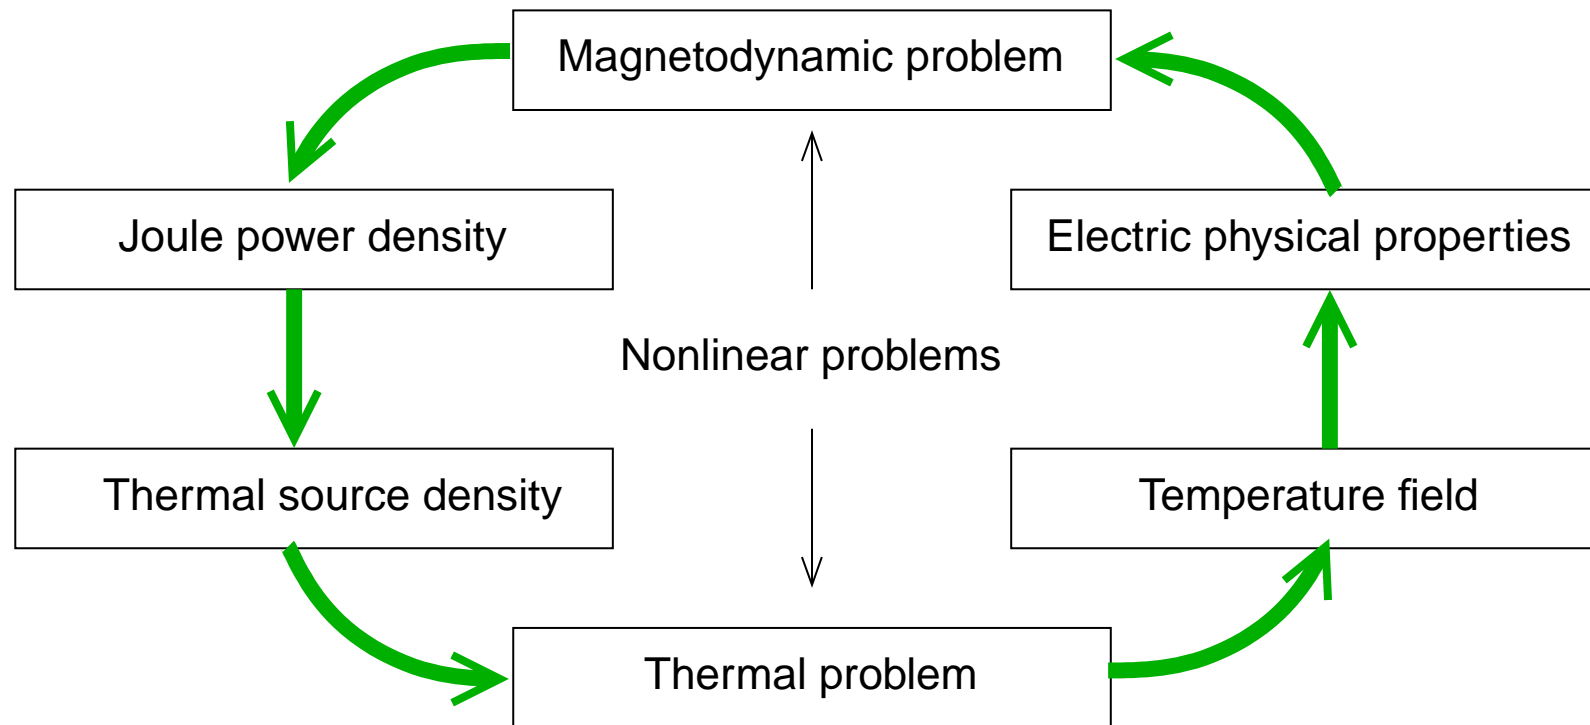 Magnetodynamic problem
Joule power density
Electric physical properties
Nonlinear problems
Thermal source density
Temperature field
Thermal problem